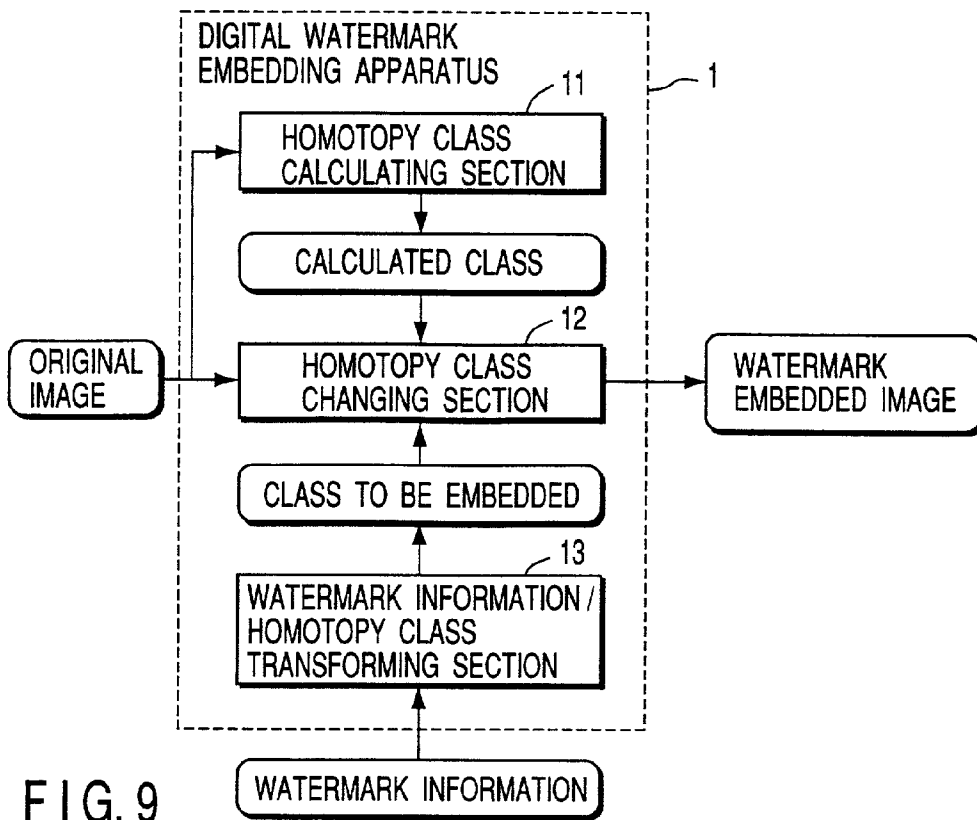 DIGITAL WATERMARK
EMBEDDING APPARATUS
1
11
HOMOTOPY CLASS
CALCULATING SECTION
CALCULATED CLASS
12
ORIGINAL
IMAGE
HOMOTOPY CLASS
CHANGING SECTION
WATERMARK
EMBEDDED IMAGE
CLASS TO BE EMBEDDED
13
WATERMARK INFORMATION /
HOMOTOPY CLASS
TRANSFORMING SECTION
WATERMARK INFORMATION
FIG. 9